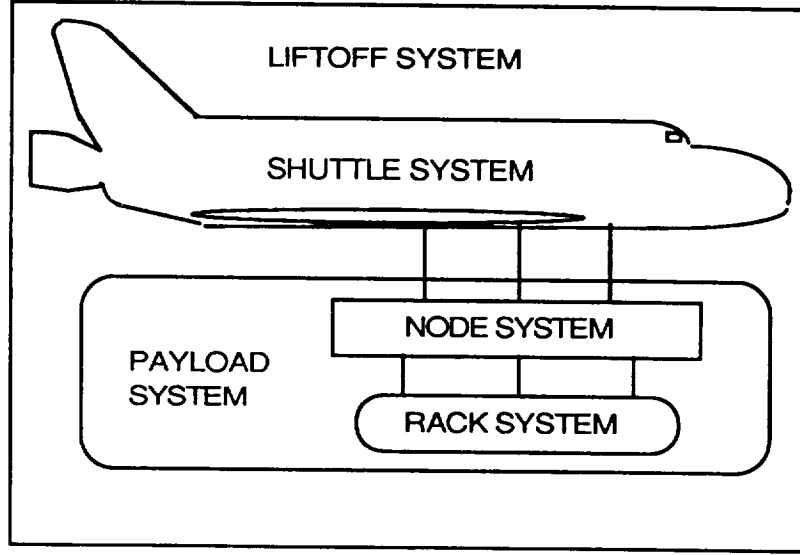 LIFTOFF SYSTEM
SHUTTLE SYSTEM
NODE SYSTEM
PAYLOAD
SYSTEM
RACK SYSTEM